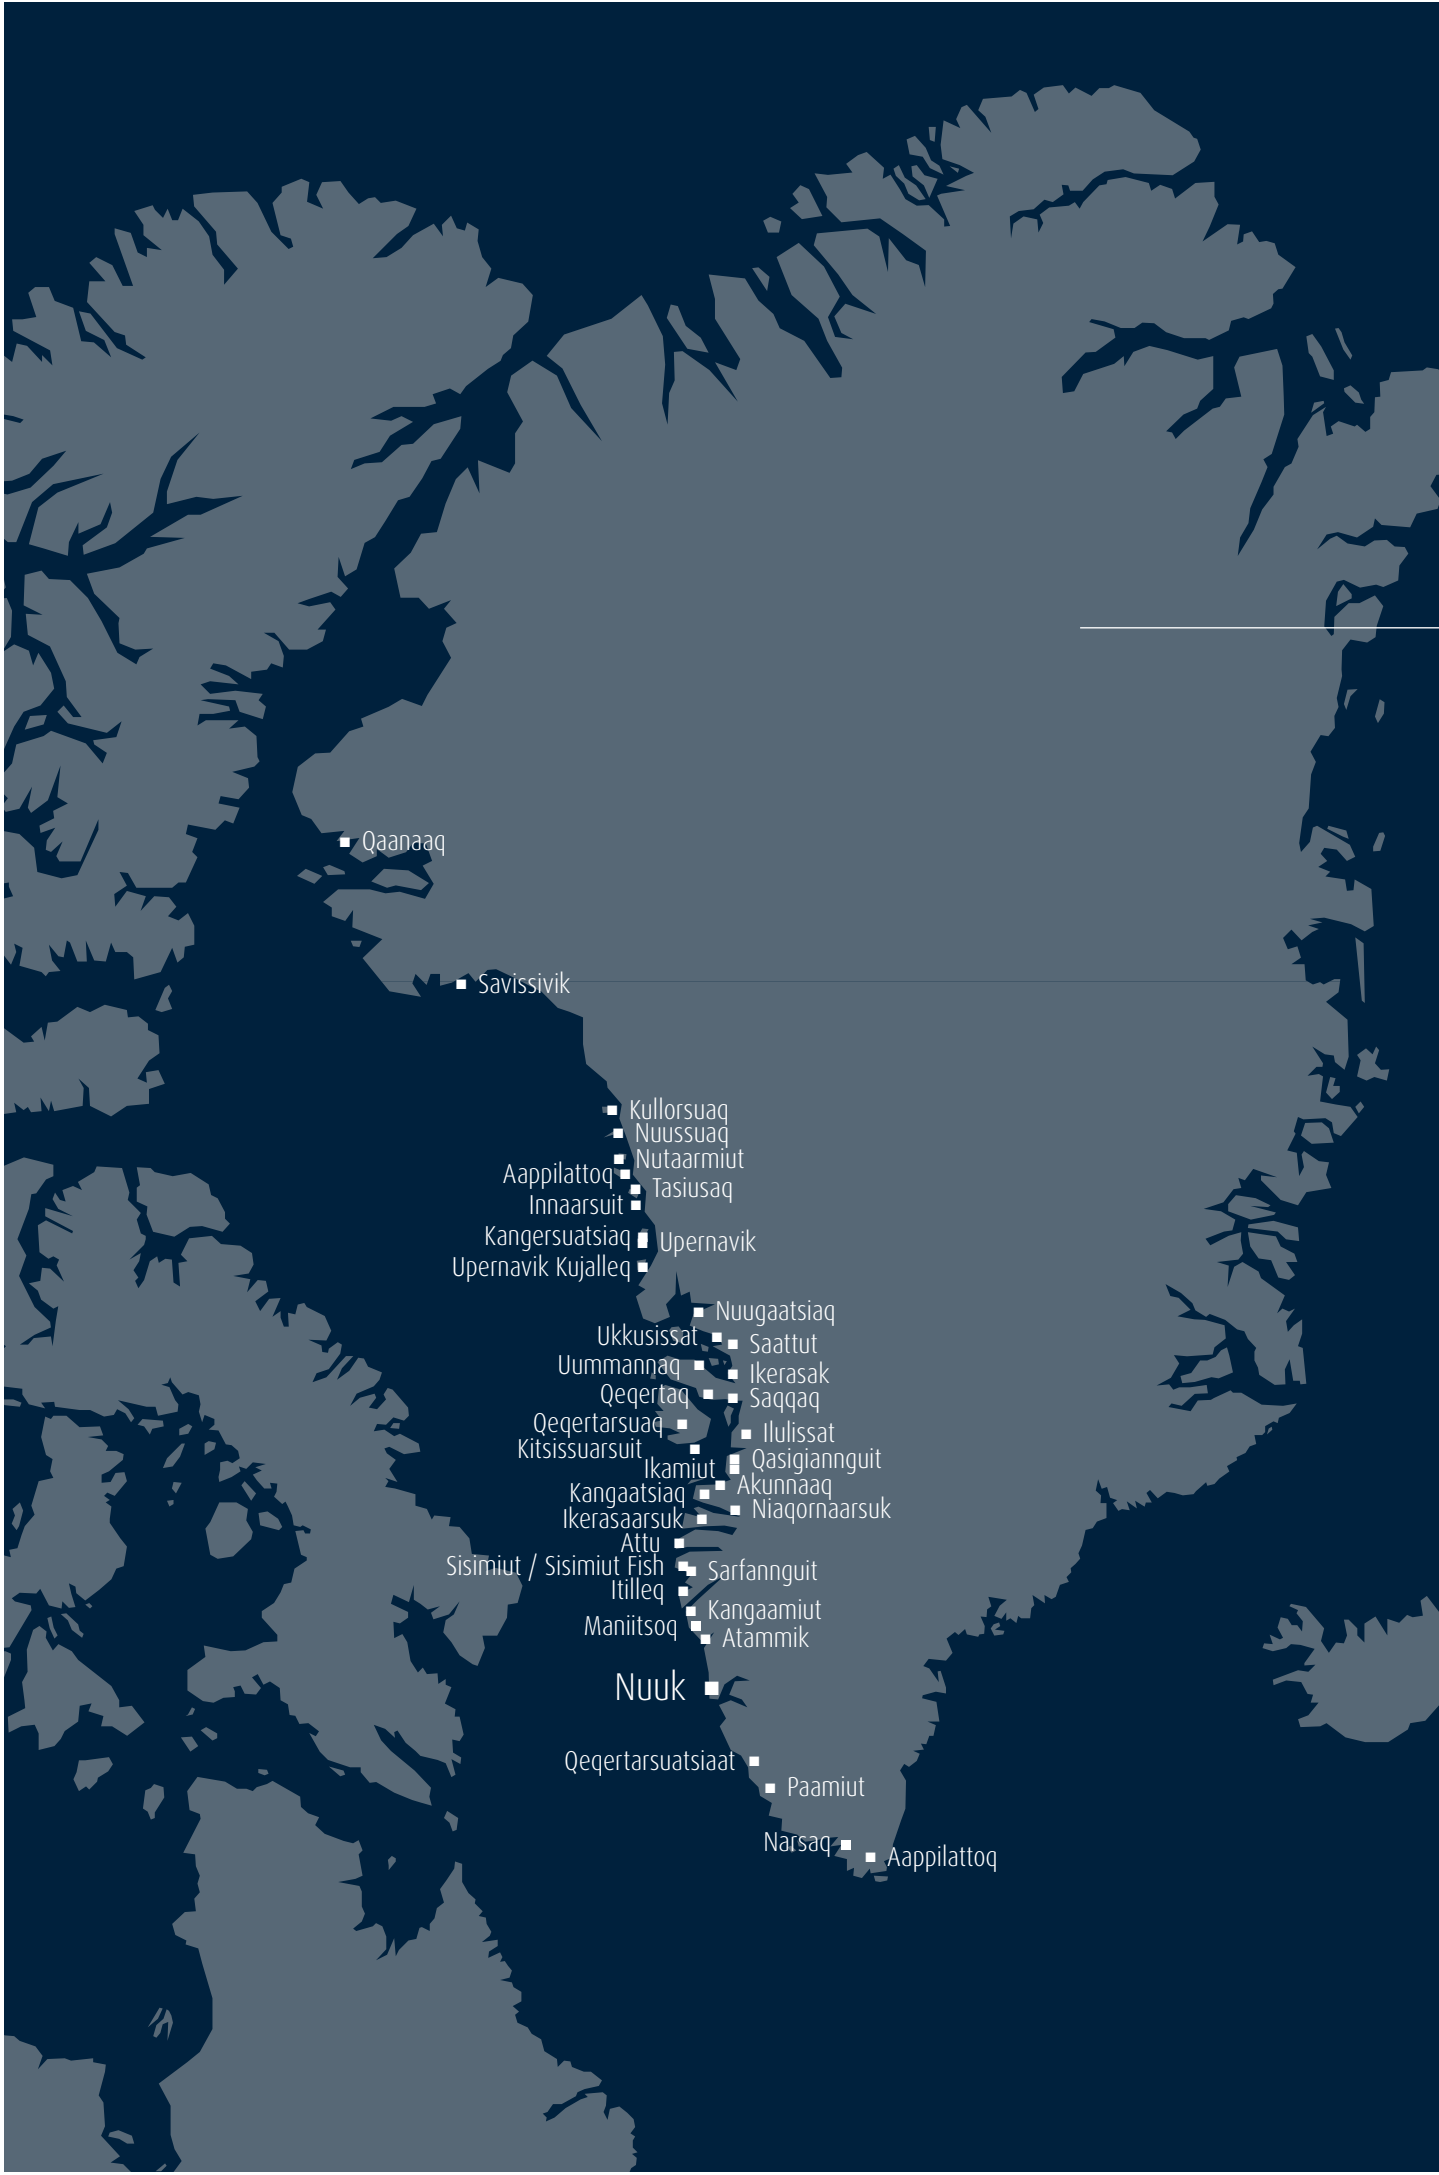 Qaanaaq
Savissivik
Kullorsuaq
Nuussuaq
Nutaarmiut
Aappilattoq
Tasiusaq
Innaarsuit
Kangersuatsiaq
Upernavik
Upernavik Kujalleq
Nuugaatsiaq
Ukkusissat
Saattut
Uummannaq
Ikerasak
Qeqertaq
Saqqaq
Qeqertarsuaq
Ilulissat
Kitsissuarsuit
Qasigiannguit
Ikamiut
Akunnaaq
Kangaatsiaq
Niaqornaarsuk
Ikerasaarsuk
Attu
Sisimiut / Sisimiut Fish
Sarfannguit
Itilleq
Kangaamiut
Maniitsoq
Atammik
Nuuk
Qeqertarsuatsiaat
Paamiut
Narsaq
Aappilattoq